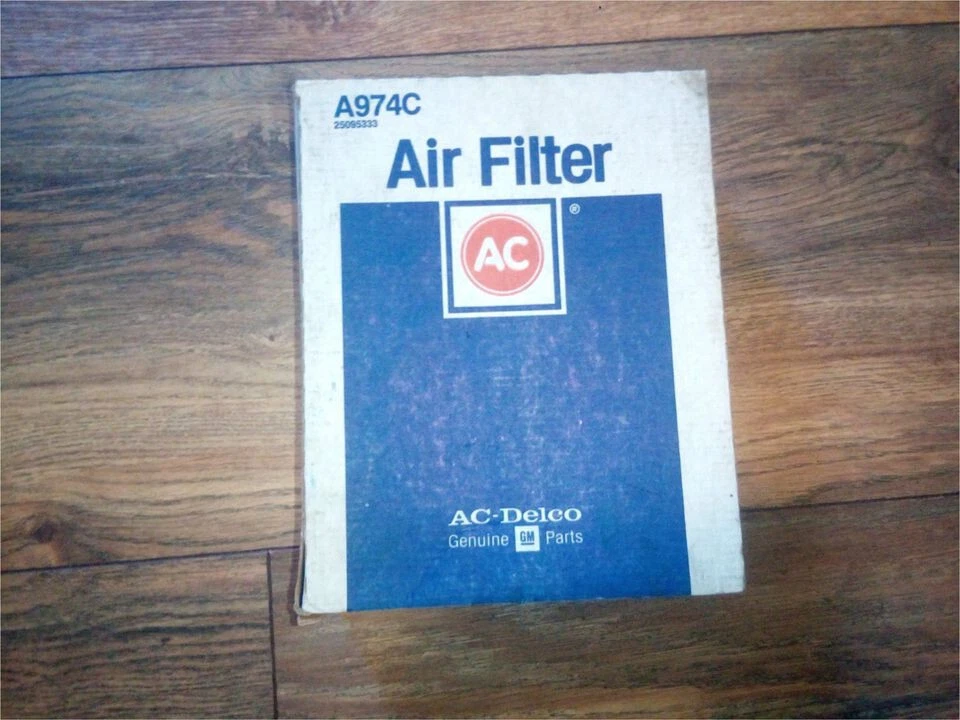 A974C
25095333
Air Filter
®
AC
AC-Delco
Genuine GM Parts